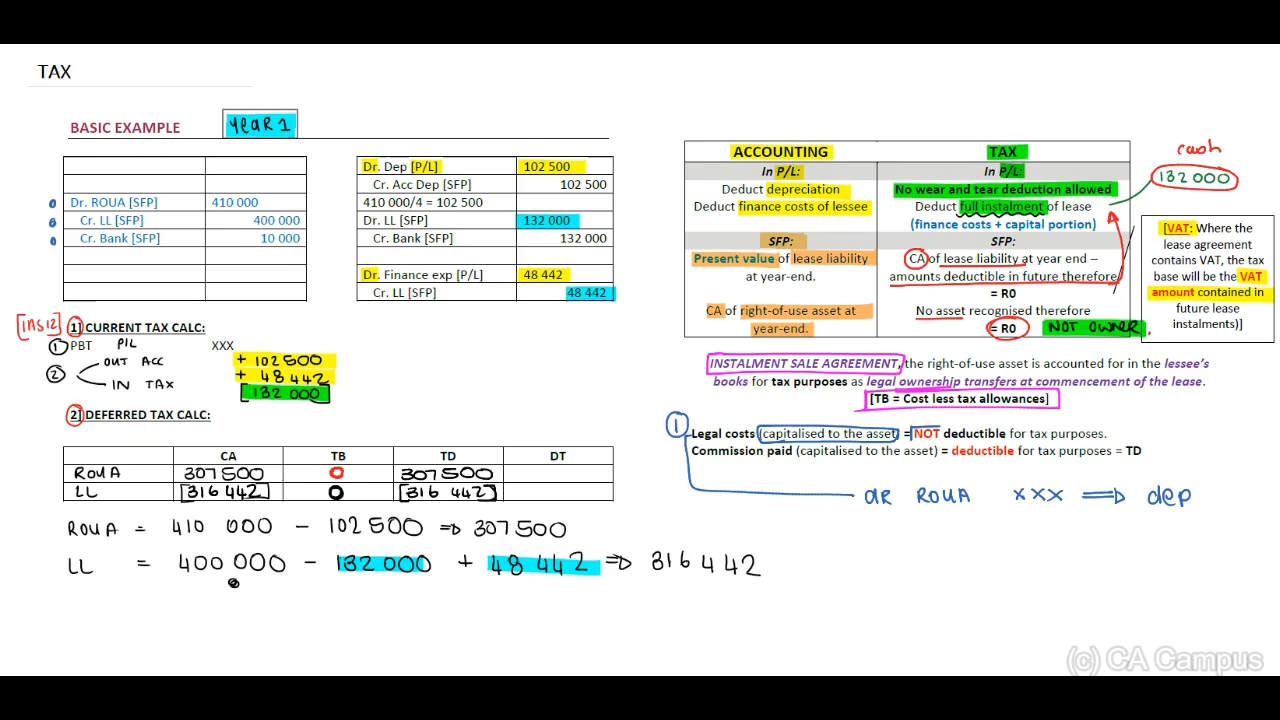 TAX
BASIC EXAMPLE
YEAR 1
Dr. ROUA [SFP] 410 000
Cr. LL [SFP] 400 000
Cr. Bank [SFP] 10 000
Dr. Dep [P/L] 102 500
Cr. Acc Dep [SFP] 102 500
410 000/4 = 102 500
Dr. LL [SFP] 132 000
Cr. Bank [SFP] 132 000
Dr. Finance exp [P/L] 48 442
Cr. LL [SFP] 48 442
[IAS12] 1] CURRENT TAX CALC:
1 PBT P/L XXX
2 OUT ACC + 102 500
IN TAX + 48 442
[132 000]
2] DEFERRED TAX CALC:
CA TB TD DT
ROUA 307 500 0 307 500
LL [316 442] 0 [316 442]
ROUA = 410 000 - 102 500 => 307 500
LL = 400 000 - 132 000 + 48 442 => 316 442
ACCOUNTING TAX
In P/L: In P/L:
Deduct depreciation No wear and tear deduction allowed
Deduct finance costs of lessee Deduct full instalment of lease
(finance costs + capital portion)
SFP: SFP:
Present value of lease liability CA of lease liability at year end –
at year-end. amounts deductible in future therefore
= R0
CA of right-of-use asset at No asset recognised therefore
year-end. = R0 NOT OWNER.
cash
132 000
[VAT: Where the
lease agreement
contains VAT, the tax
base will be the VAT
amount contained in
future lease
instalments)]
INSTALMENT SALE AGREEMENT, the right-of-use asset is accounted for in the lessee's
books for tax purposes as legal ownership transfers at commencement of the lease.
[TB = Cost less tax allowances]
1
Legal costs (capitalised to the asset) = NOT deductible for tax purposes.
Commission paid (capitalised to the asset) = deductible for tax purposes = TD
DR ROUA XXX => dep
(c) CA Campus